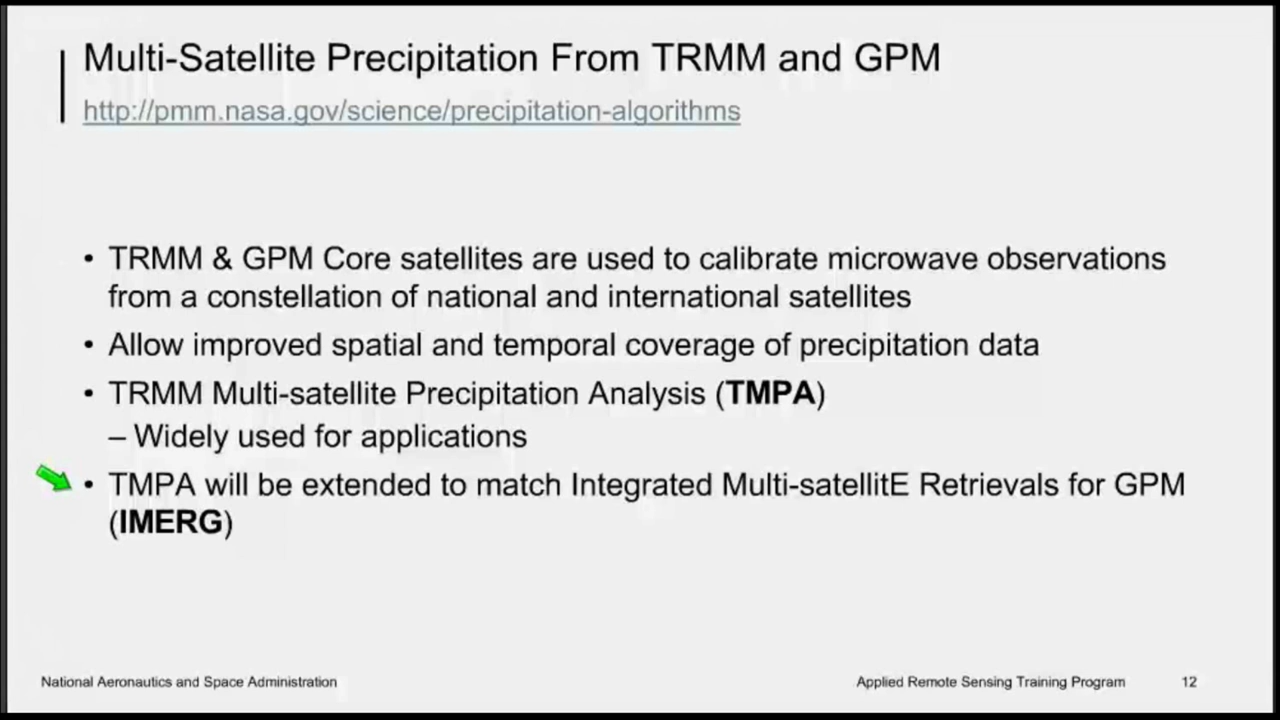 Multi-Satellite Precipitation From TRMM and GPM
http://pmm.nasa.gov/science/precipitation-algorithms
• TRMM & GPM Core satellites are used to calibrate microwave observations
from a constellation of national and international satellites
• Allow improved spatial and temporal coverage of precipitation data
• TRMM Multi-satellite Precipitation Analysis (TMPA)
– Widely used for applications
• TMPA will be extended to match Integrated Multi-satellitE Retrievals for GPM
(IMERG)
National Aeronautics and Space Administration
Applied Remote Sensing Training Program 12